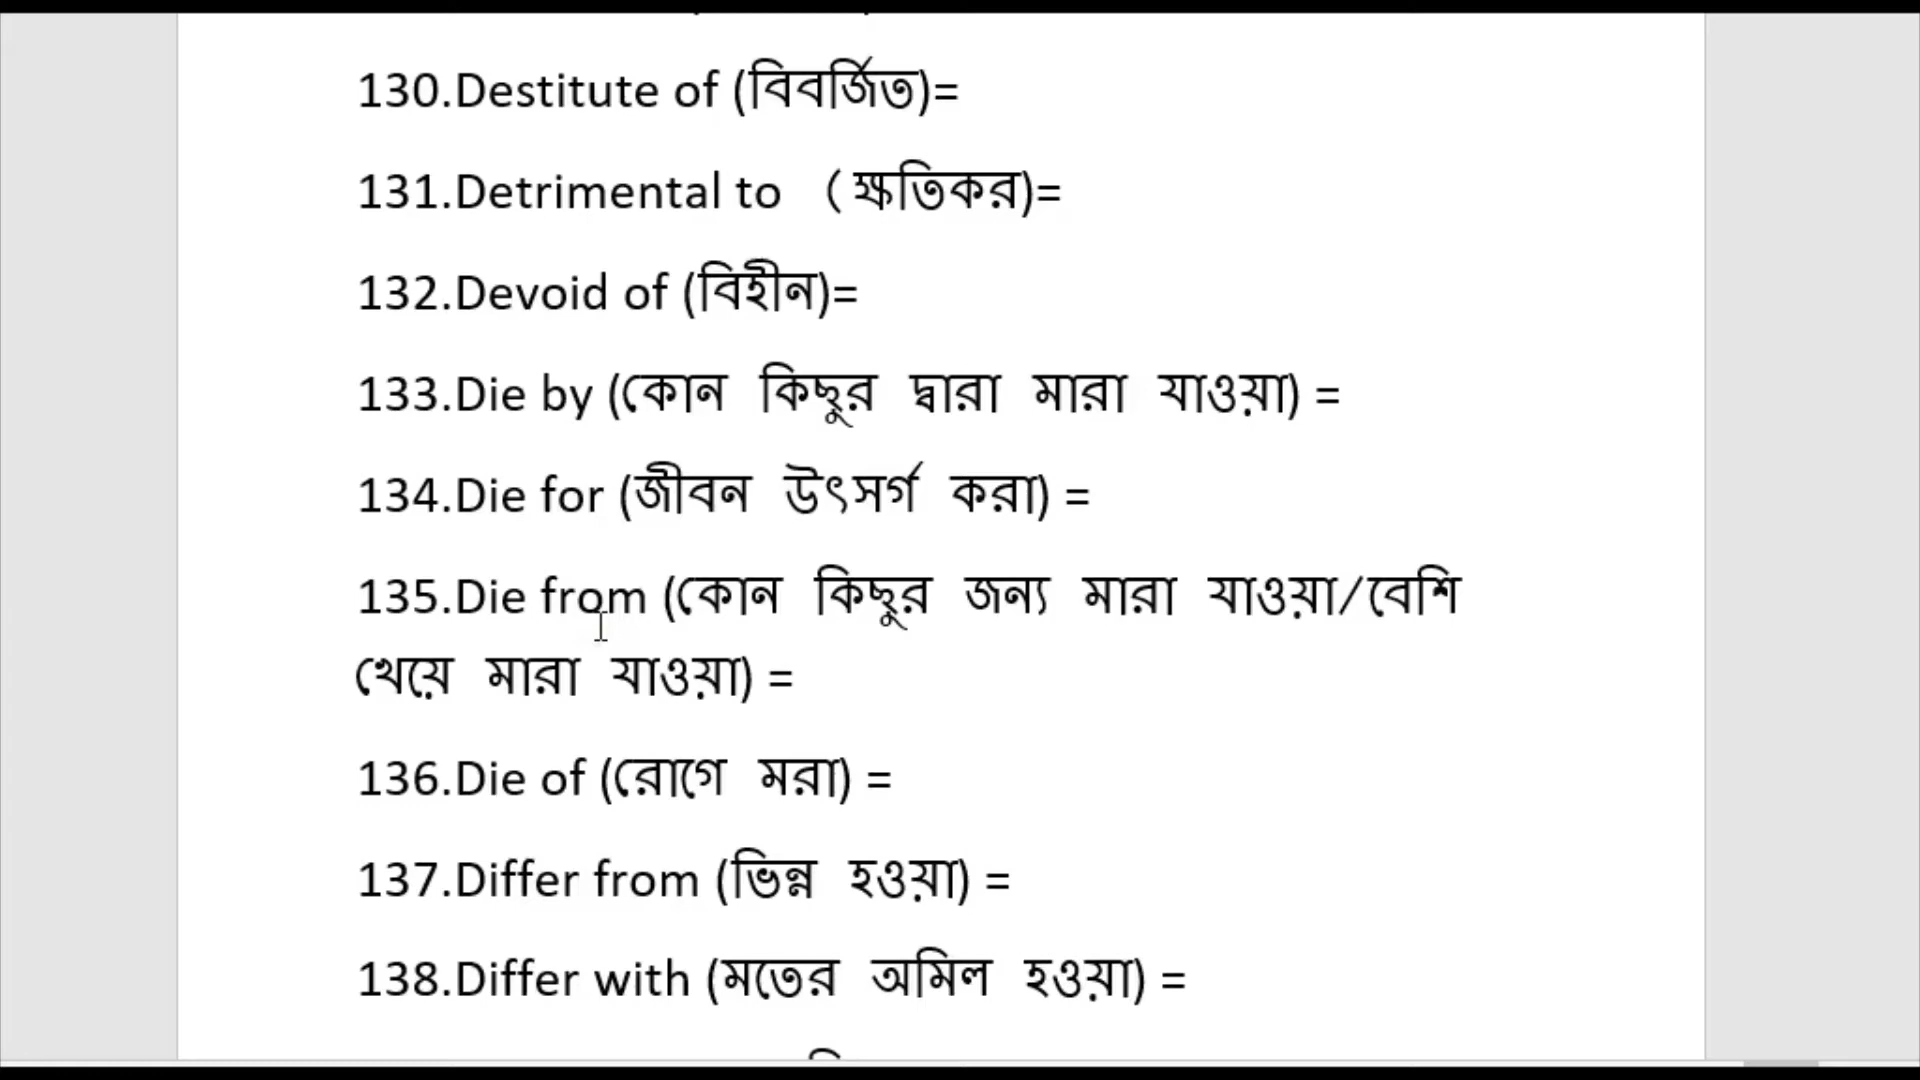 130.Destitute of (বিবর্জিত)=
131.Detrimental to ( ক্ষতিকর)=
132.Devoid of (বিহীন)=
133.Die by (কোন কিছুর দ্বারা মারা যাওয়া) =
134.Die for (জীবন উৎসর্গ করা) =
135.Die from (কোন কিছুর জন্য মারা যাওয়া/বেশি
খেয়ে মারা যাওয়া) =
136.Die of (রোগে মরা) =
137.Differ from (ভিন্ন হওয়া) =
138.Differ with (মতের অমিল হওয়া) =